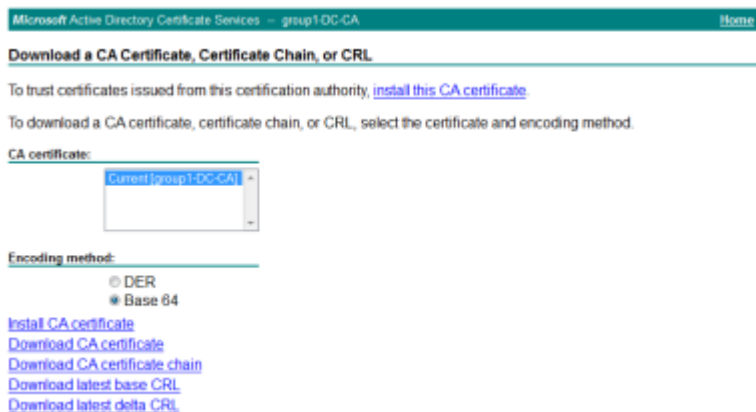 Microsoft Active Directory Certificate Services -- group1-DC-CA Home
Download a CA Certificate, Certificate Chain, or CRL
To trust certificates issued from this certification authority, install this CA certificate.
To download a CA certificate, certificate chain, or CRL, select the certificate and encoding method.
CA certificate:
Current [group1-DC-CA]
Encoding method:
DER
Base 64
Install CA certificate
Download CA certificate
Download CA certificate chain
Download latest base CRL
Download latest delta CRL